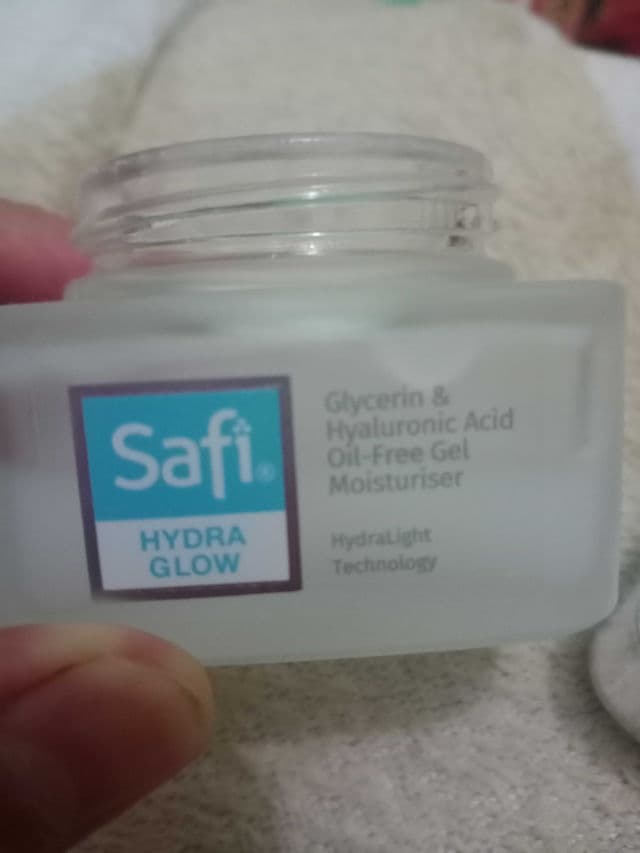 Safi®
HYDRA
GLOW
Glycerin &
Hyaluronic Acid
Oil-Free Gel
Moisturiser
HydraLight
Technology